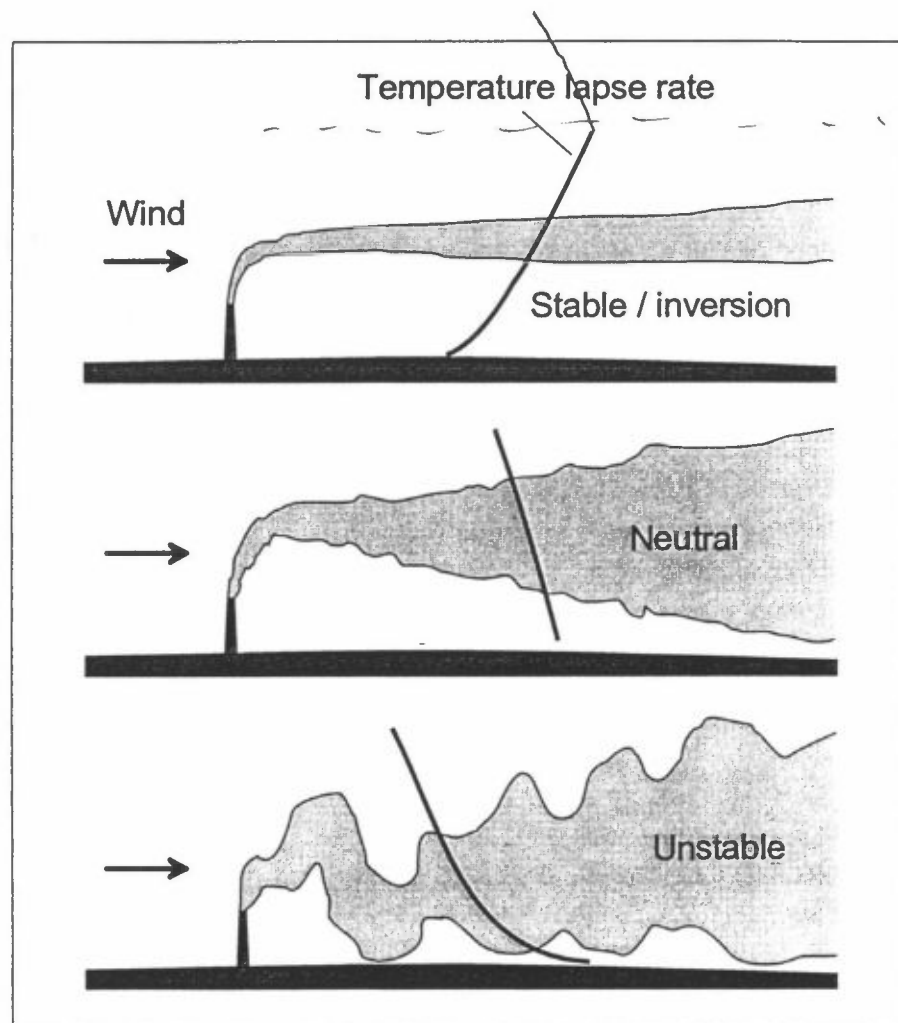 Temperature lapse rate
Wind
Stable / inversion
Neutral
Unstable